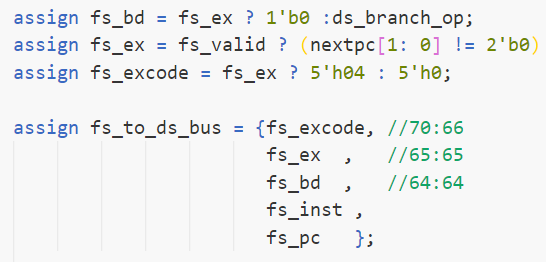 assign fs_bd = fs_ex ? 1'b0 :ds_branch_op;
assign fs_ex = fs_valid ? (nextpc[1: 0] != 2'b0)
assign fs_excode = fs_ex ? 5'h04 : 5'h0;
assign fs_to_ds_bus = {fs_excode, //70:66
fs_ex , //65:65
fs_bd , //64:64
fs_inst ,
fs_pc };